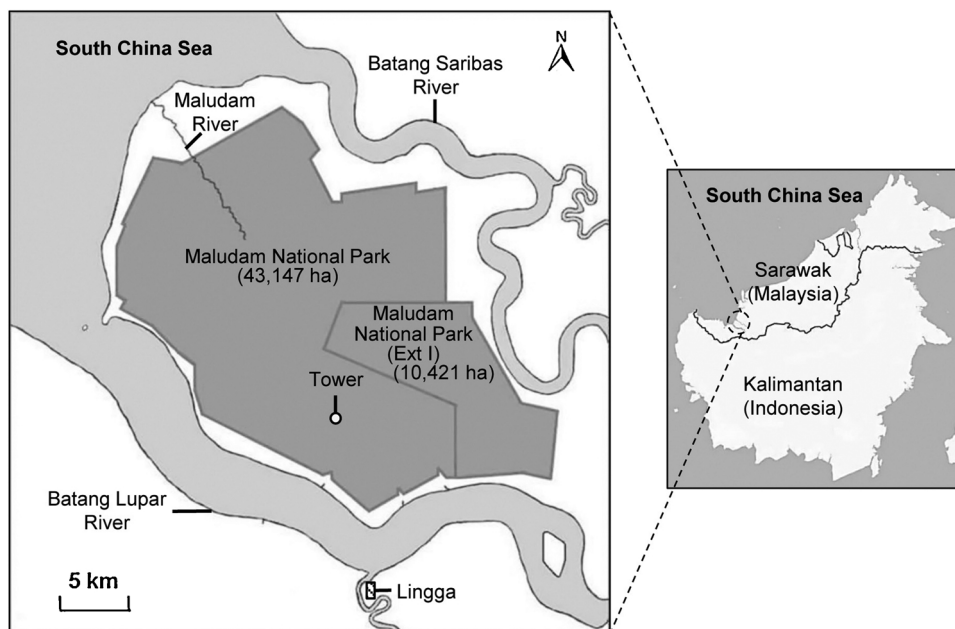 South China Sea
N
Batang Saribas
River
Maludam
River
Maludam National Park
(43,147 ha)
Maludam
National Park
(Ext I)
(10,421 ha)
Tower
Batang Lupar
River
5 km
Lingga
South China Sea
Sarawak
(Malaysia)
Kalimantan
(Indonesia)